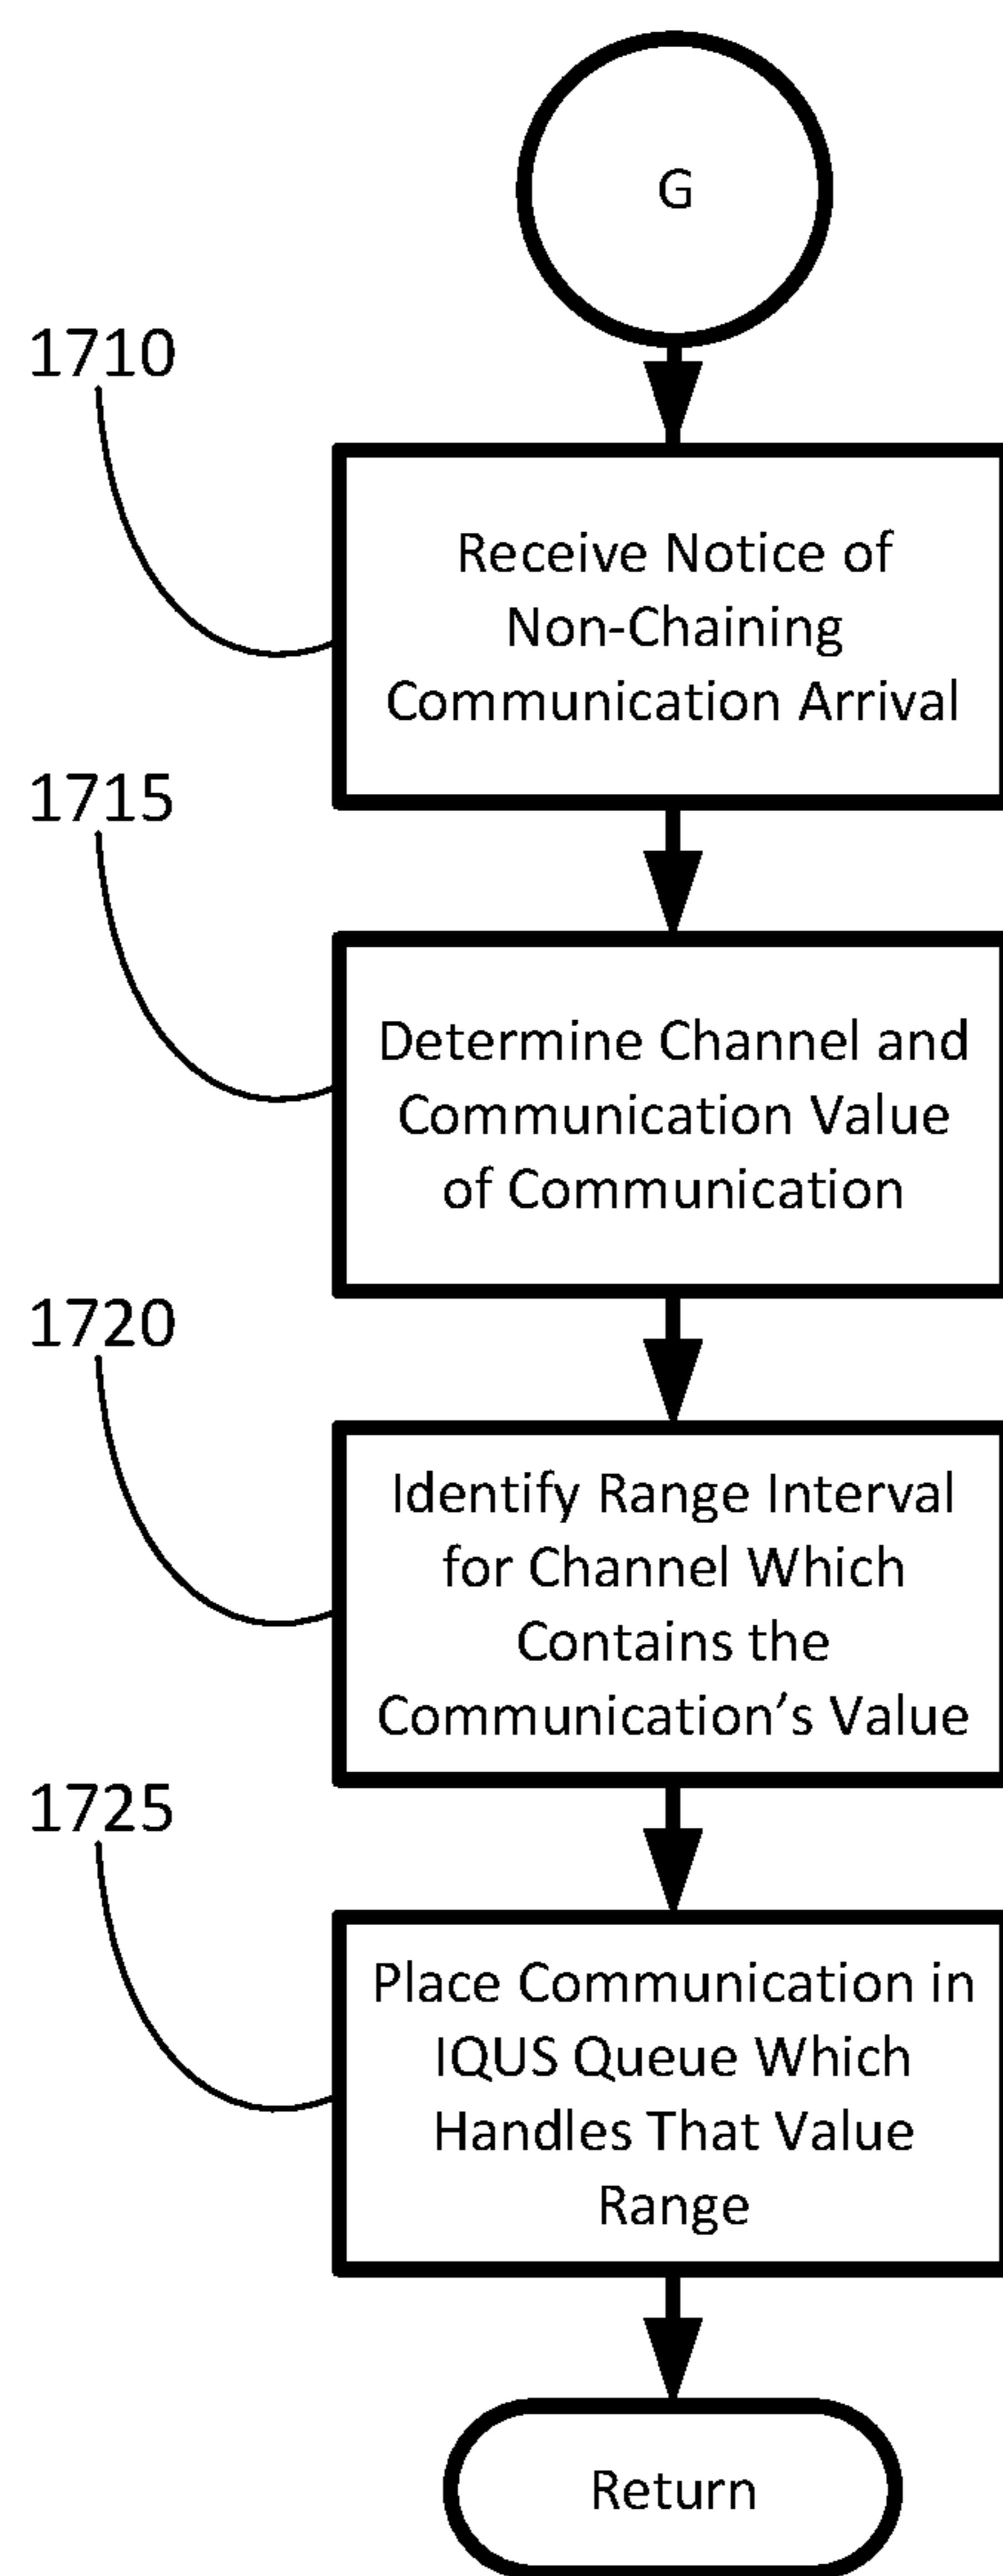 G
1710
Receive Notice of
Non-Chaining
Communication Arrival
1715
Determine Channel and
Communication Value
of Communication
1720
Identify Range Interval
for Channel Which
Contains the
Communication’s Value
1725
Place Communication in
IQUS Queue Which
Handles That Value
Range
Return